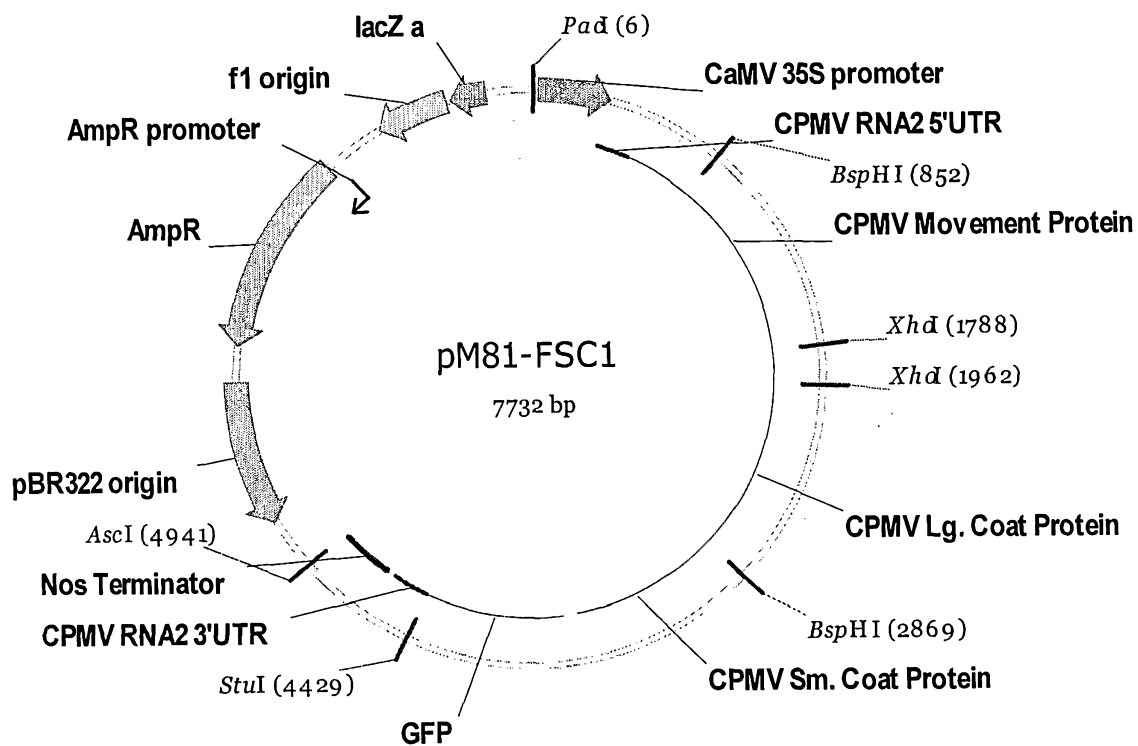 lacZ a
PacI (6)
f1 origin
CaMV 35S promoter
AmpR promoter
CPMV RNA2 5'UTR
BspHI (852)
AmpR
CPMV Movement Protein
XhoI (1788)
pM81-FSC1
XhoI (1962)
7732 bp
pBR322 origin
CPMV Lg. Coat Protein
AscI (4941)
Nos Terminator
BspHI (2869)
CPMV RNA2 3'UTR
CPMV Sm. Coat Protein
StuI (4429)
GFP